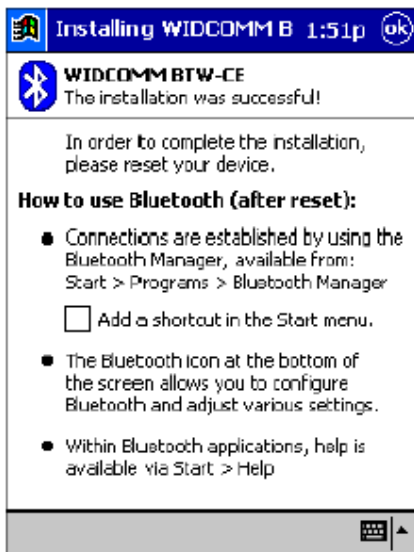 Installing WIDCOMM B 1:51p ok
WIDCOMM BTW-CE
The installation was successful!
In order to complete the installation,
please reset your device.
How to use Bluetooth (after reset):
Connections are established by using the
Bluetooth Manager, available from:
Start > Programs > Bluetooth Manager
Add a shortcut in the Start menu.
The Bluetooth icon at the bottom of
the screen allows you to configure
Bluetooth and adjust various settings.
Within Bluetooth applications, help is
available via Start > Help